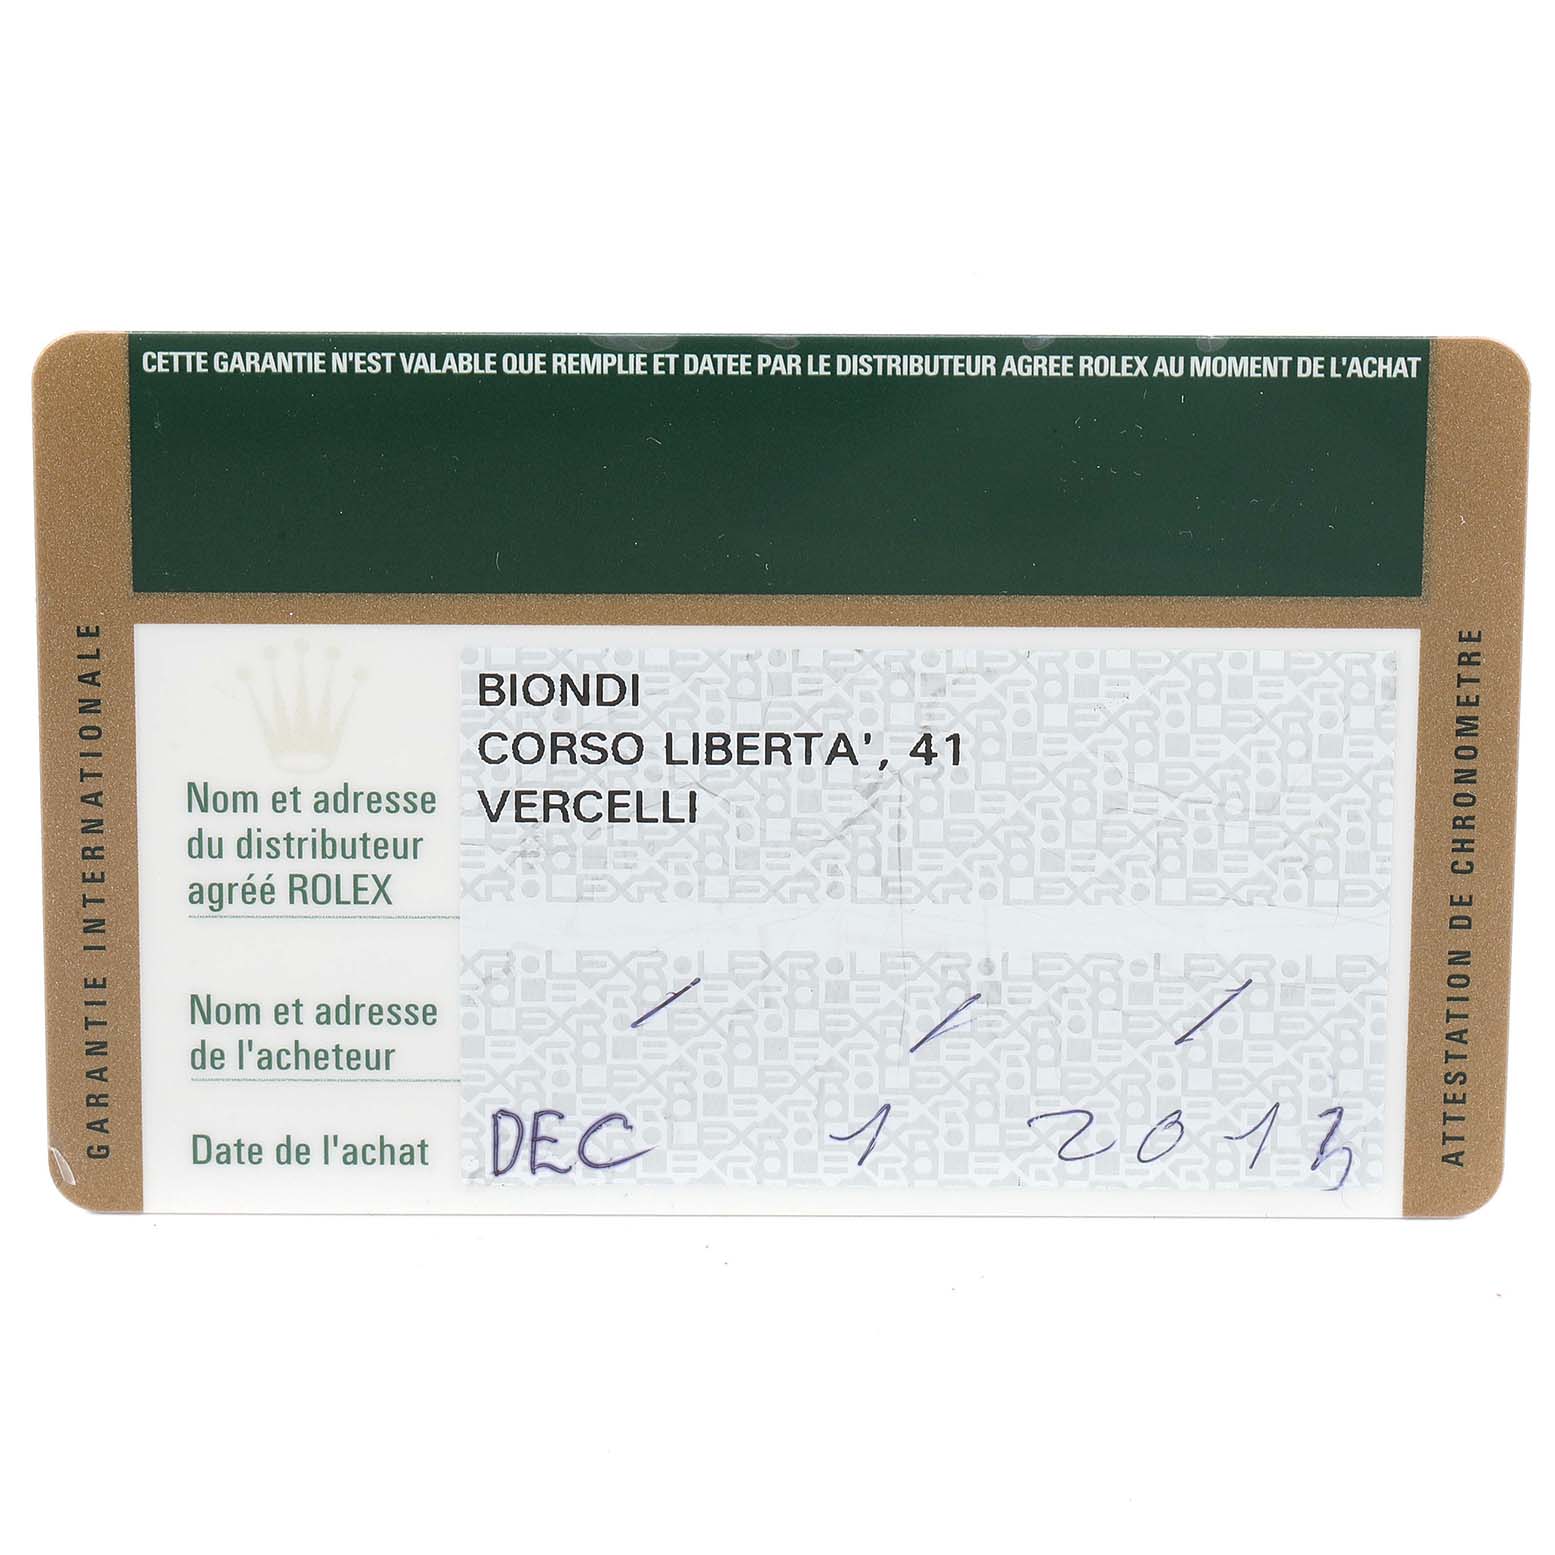 CETTE GARANTIE N'EST VALABLE QUE REMPLIE ET DATEE PAR LE DISTRIBUTEUR AGREE ROLEX AU MOMENT DE L'ACHAT
GARANTIE INTERNATIONALE
BIONDI
CORSO LIBERTA', 41
VERCELLI
Nom et adresse
du distributeur
agréé ROLEX
Nom et adresse
de l'acheteur
/ / /
Date de l'achat
DEC 1 2013
ATTESTATION DE CHRONOMETRE